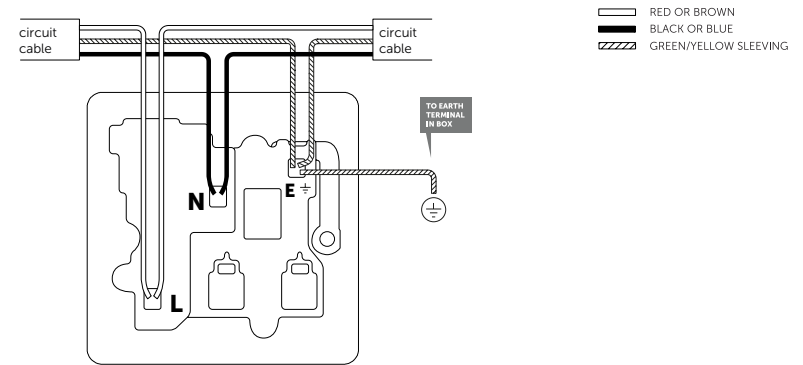 circuit
cable
circuit
cable
RED OR BROWN
BLACK OR BLUE
GREEN/YELLOW SLEEVING
TO EARTH
TERMINAL
IN BOX
N
E
L